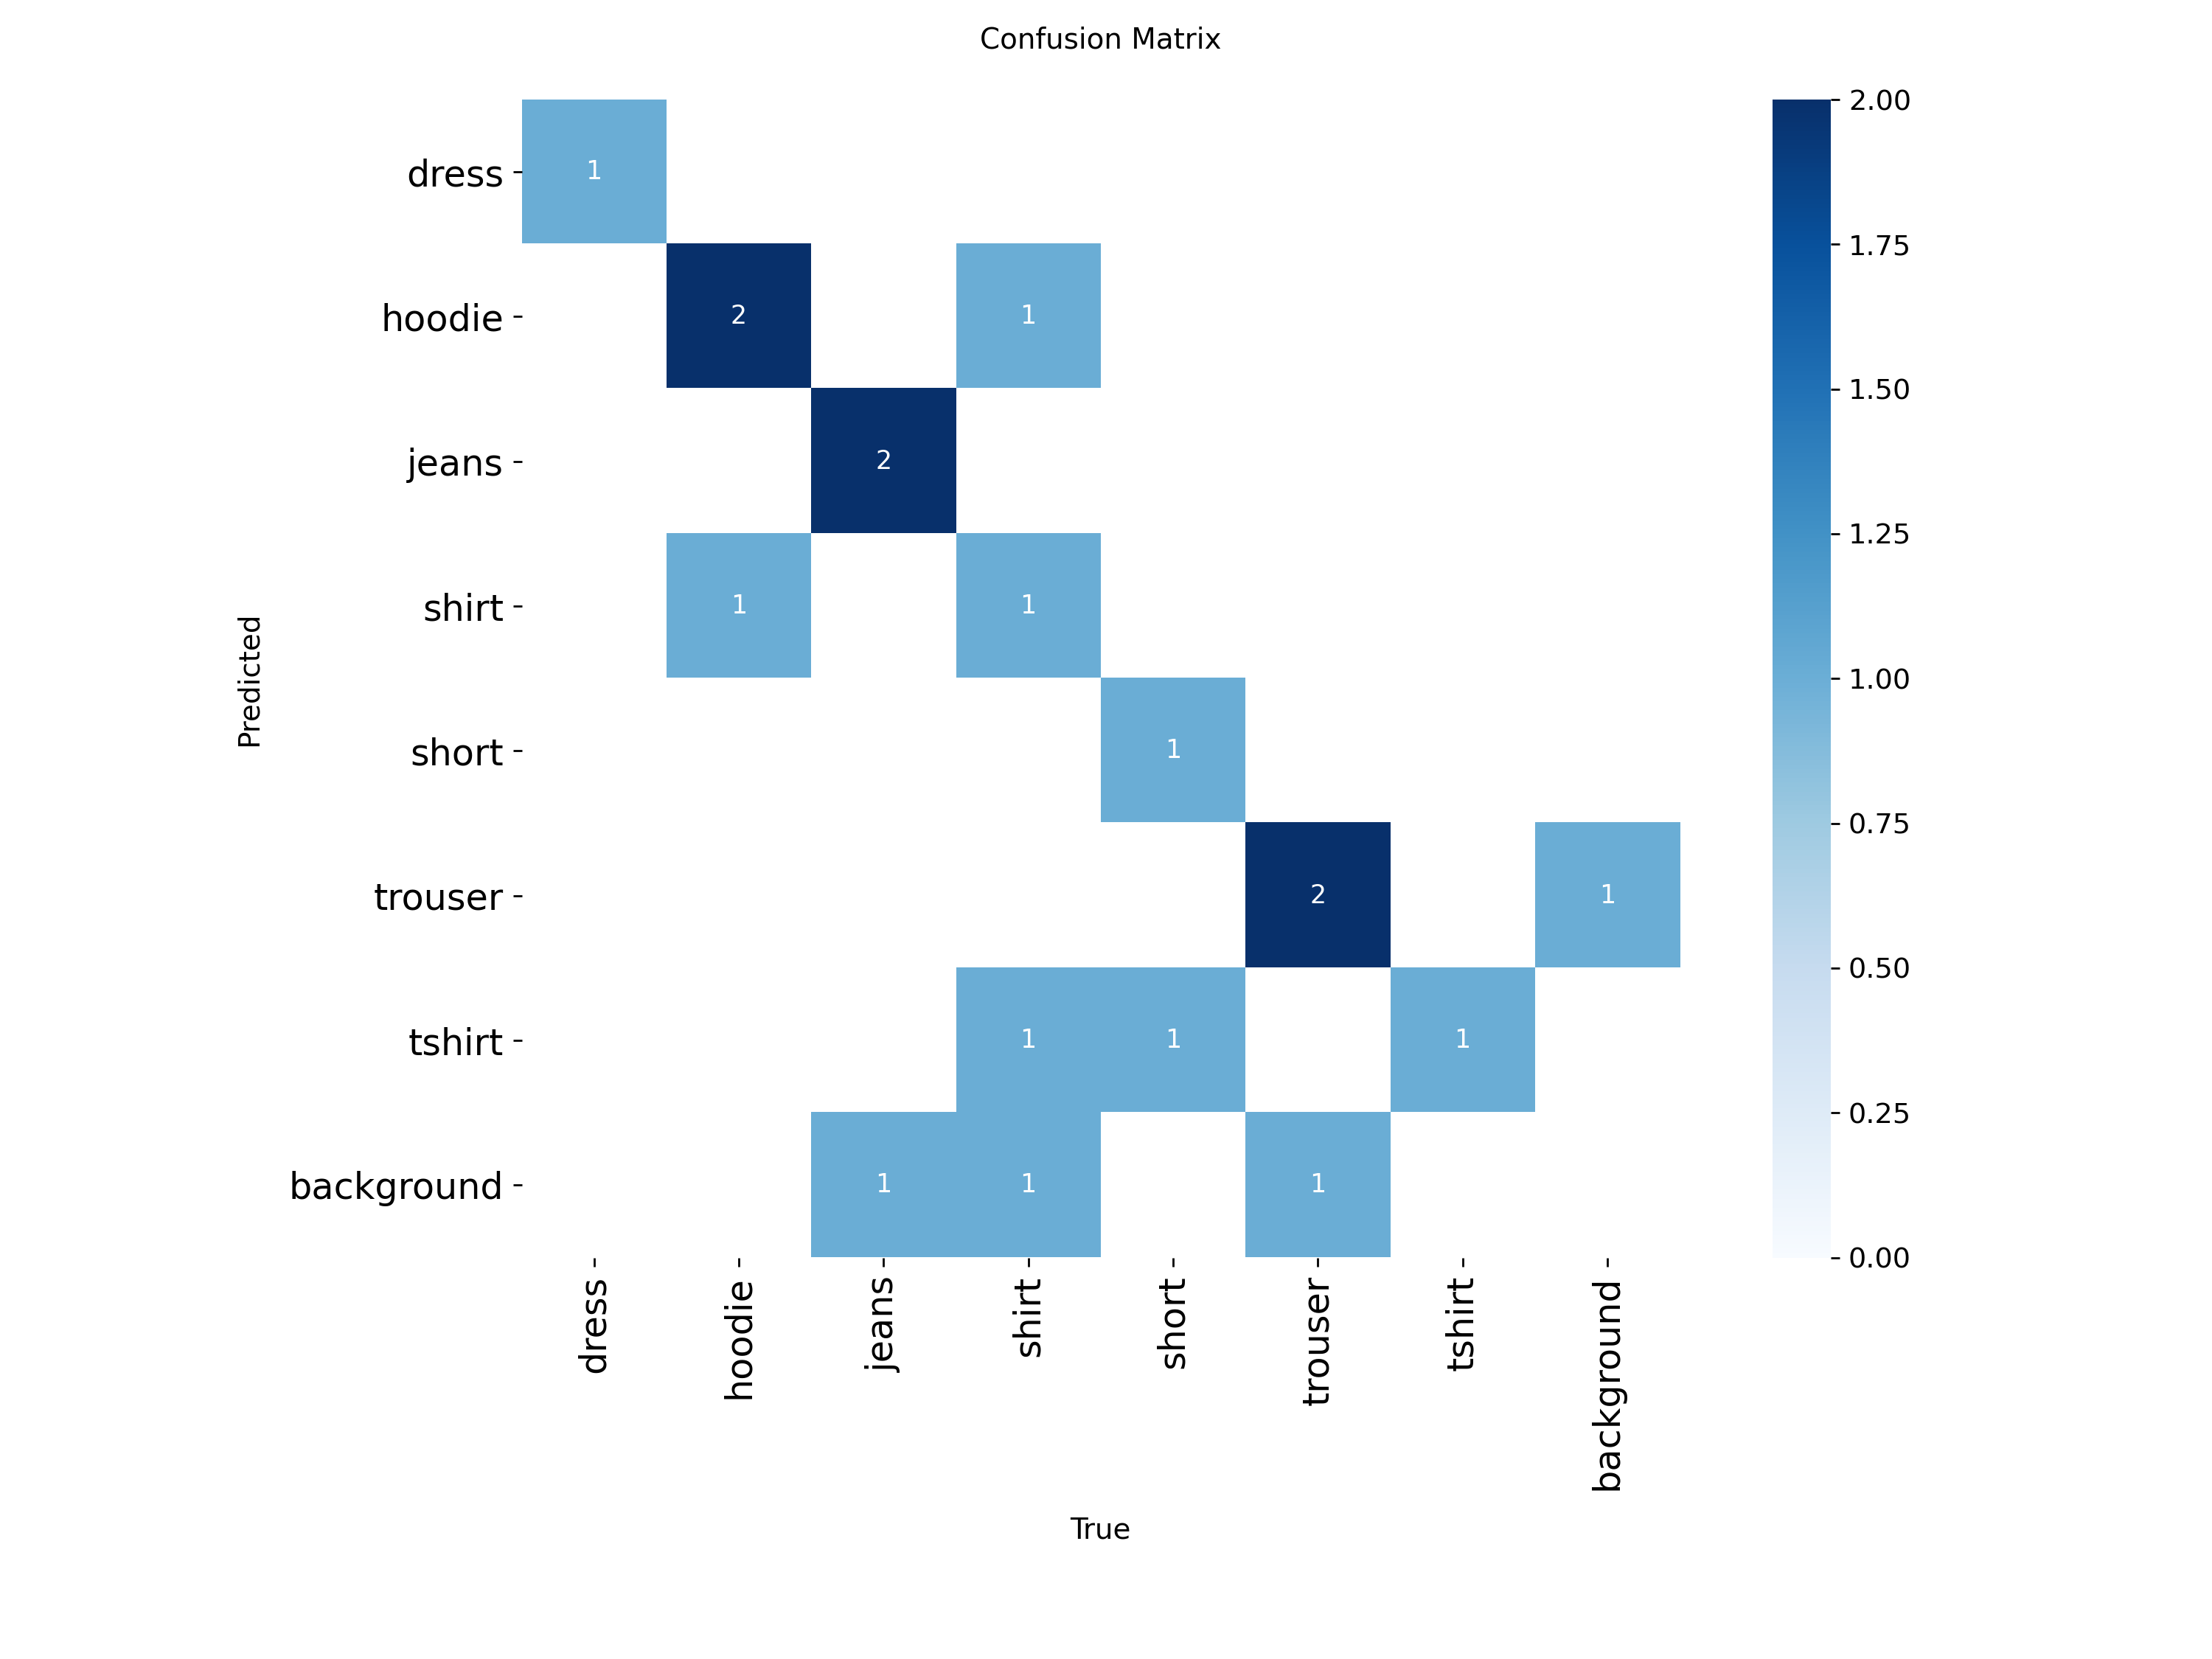 Confusion Matrix
dress
1
hoodie
2 1
jeans
2
shirt
1 1
short
1
trouser
2 1
tshirt
1 1 1
background
1 1 1
Predicted
dress
hoodie
jeans
shirt
short
trouser
tshirt
background
True
2.00
1.75
1.50
1.25
1.00
0.75
0.50
0.25
0.00